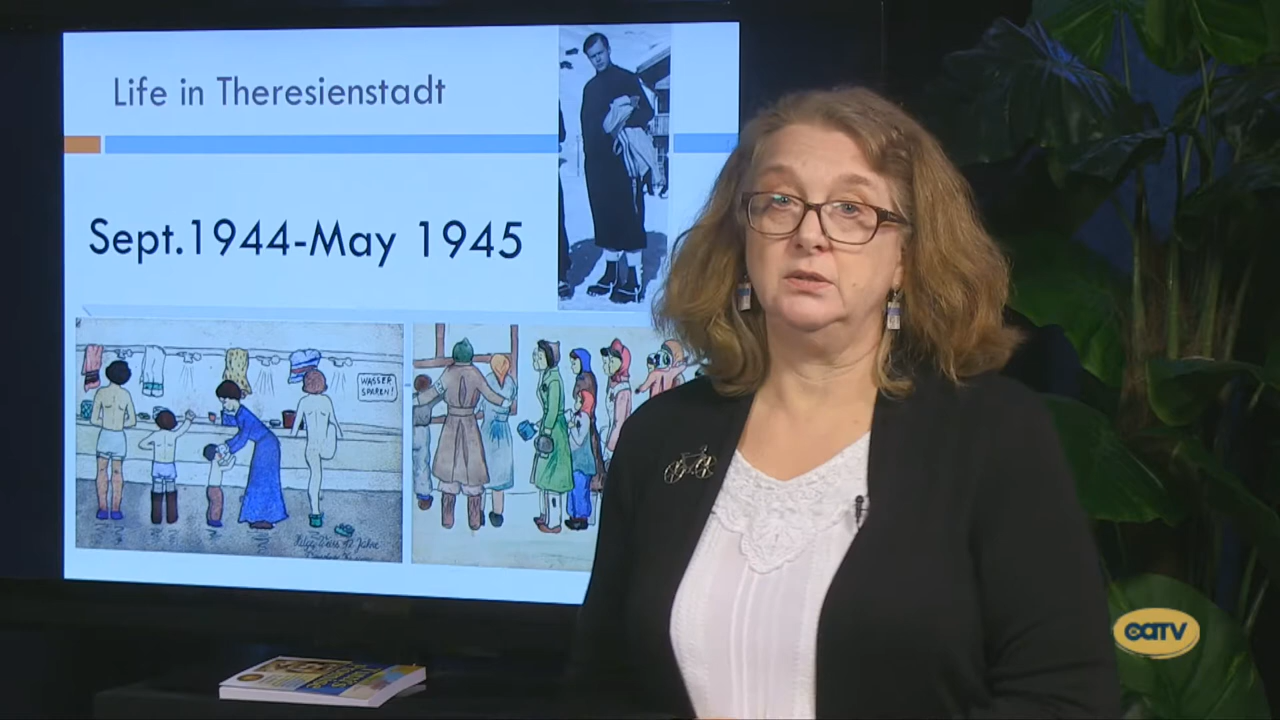 Life in Theresienstadt
Sept.1944-May 1945
WASSER
SPAREN!
CATV